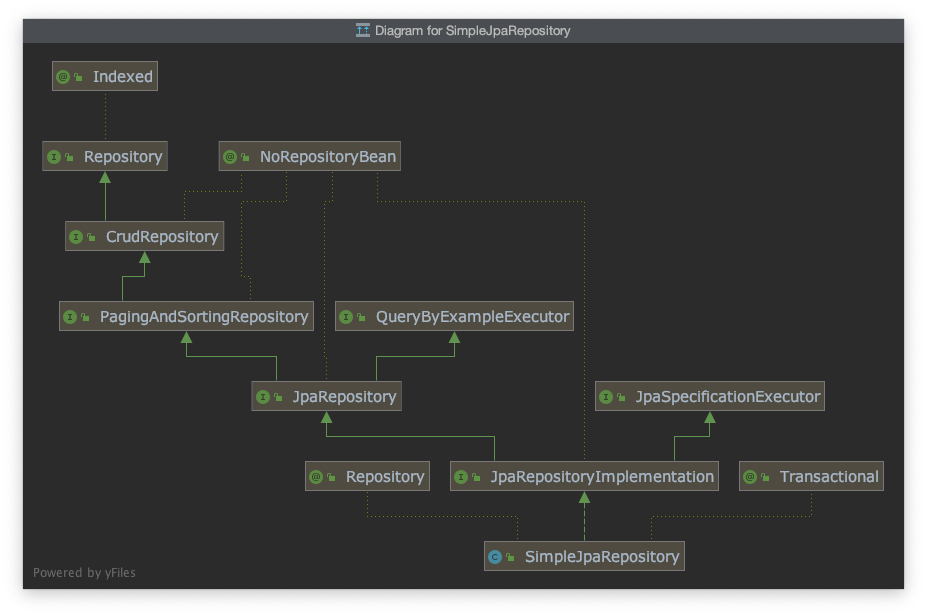 Diagram for SimpleJpaRepository
Indexed
Repository
NoRepositoryBean
CrudRepository
PagingAndSortingRepository
QueryByExampleExecutor
JpaRepository
JpaSpecificationExecutor
Repository
JpaRepositoryImplementation
Transactional
SimpleJpaRepository
Powered by yFiles